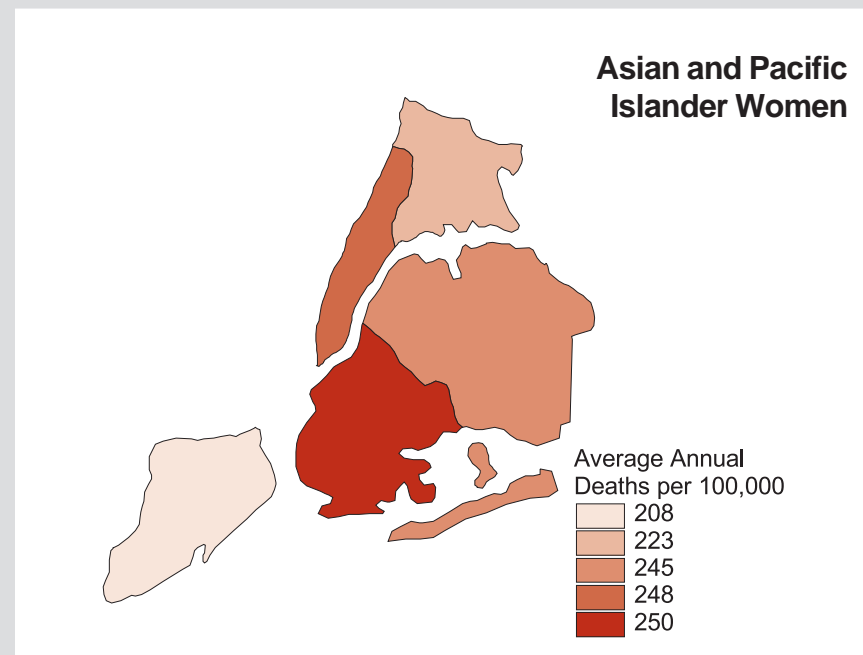 Asian and Pacific
Islander Women
Average Annual
Deaths per 100,000
208
223
245
248
250